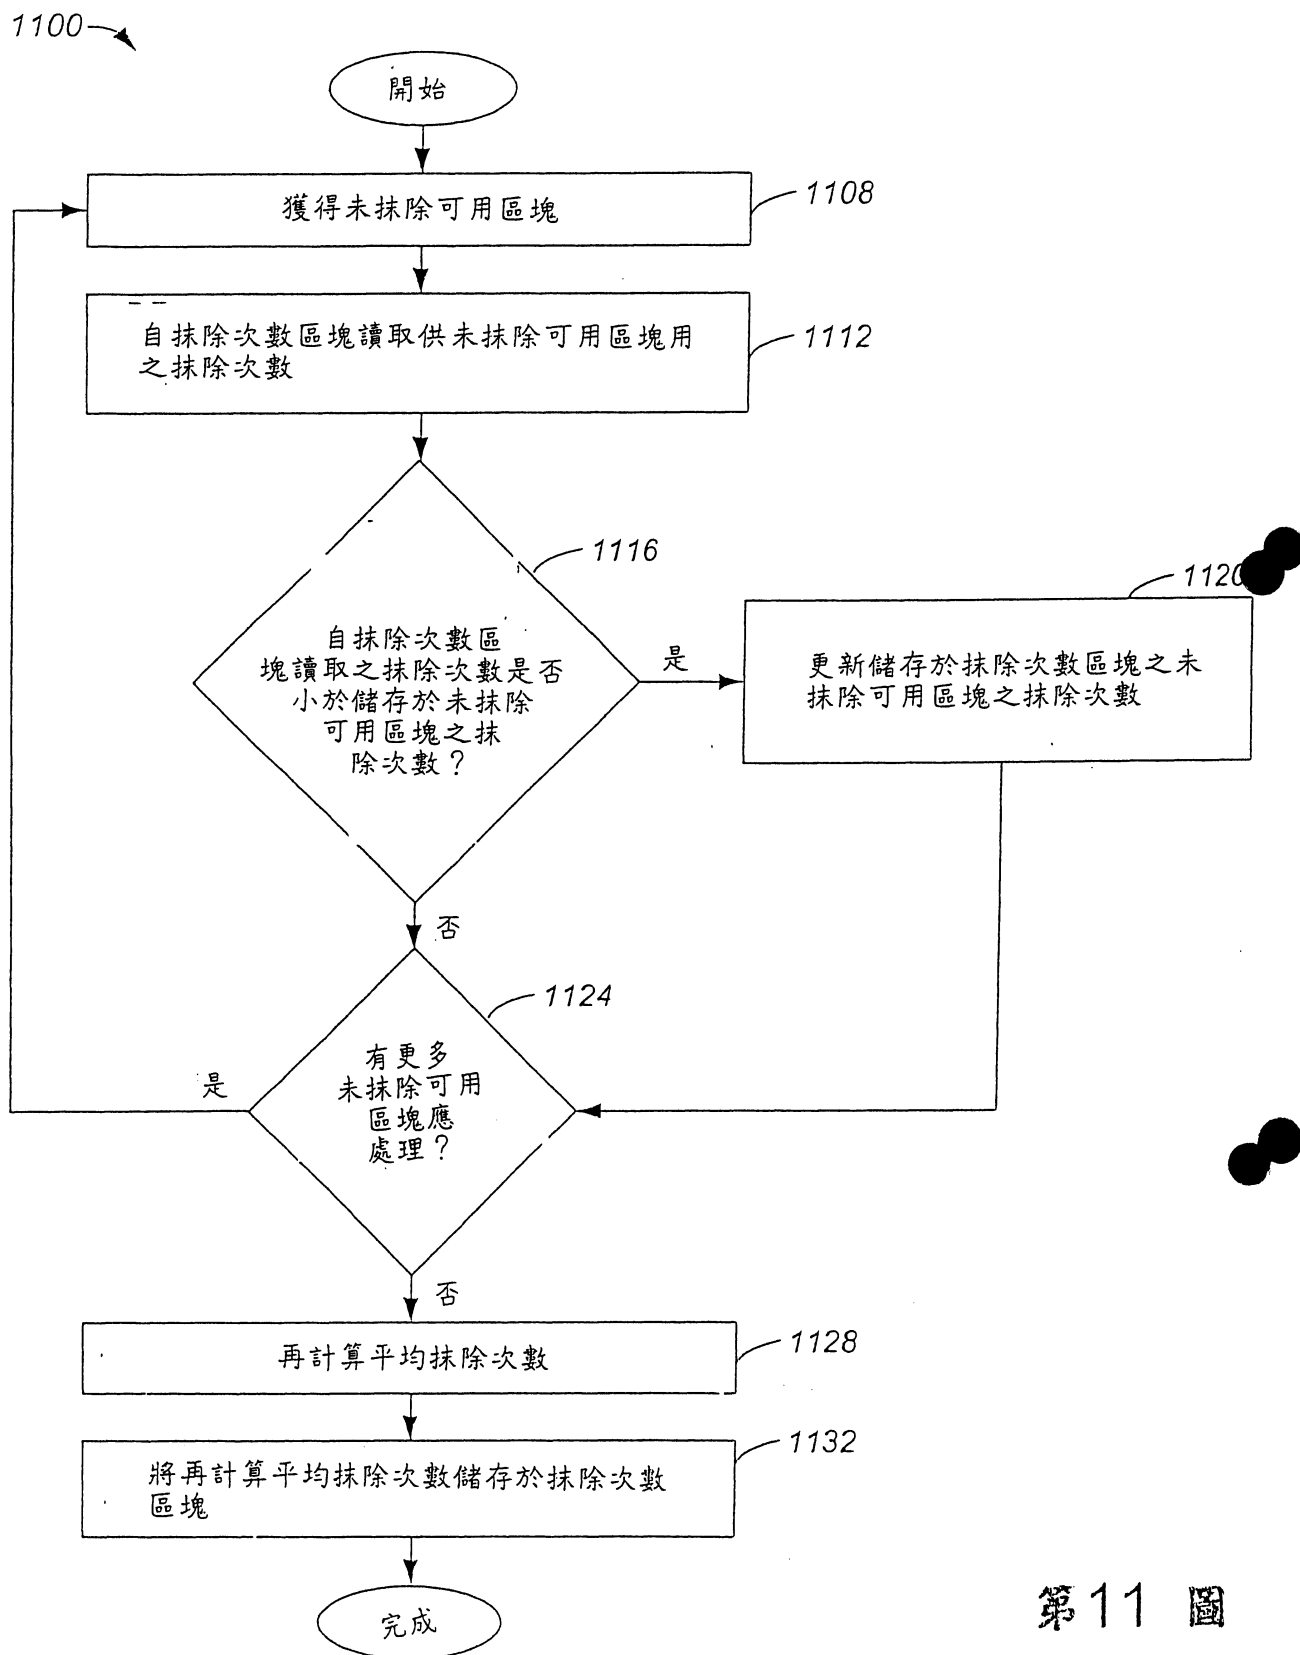 1100
開始
獲得未抹除可用區塊
1108
自抹除次數區塊讀取供未抹除可用區塊用
之抹除次數
1112
1116
自抹除次數區
塊讀取之抹除次數是否
小於儲存於未抹除
可用區塊之抹
除次數？
是
1120
更新儲存於抹除次數區塊之未
抹除可用區塊之抹除次數
否
1124
有更多
未抹除可用
區塊應
處理？
是
否
再計算平均抹除次數
1128
將再計算平均抹除次數儲存於抹除次數
區塊
1132
完成
第11 圖